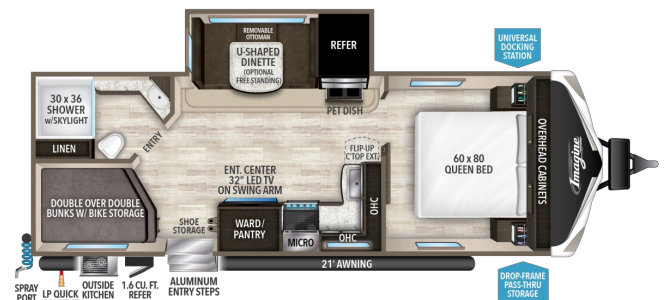 REMOVABLE
OTTOMAN
U-SHAPED
DINETTE
(OPTIONAL
FREE STANDING)
REFER
UNIVERSAL
DOCKING
STATION
30 x 36
SHOWER
w/SKYLIGHT
LINEN
ENTRY
PET DISH
FLIP-UP
C'TOP EXT.
60 x 80
QUEEN BED
OVERHEAD CABINETS
Imagine
ENT. CENTER
32" LED TV
ON SWING ARM
DOUBLE OVER DOUBLE
BUNKS W/ BIKE STORAGE
SHOE
STORAGE
WARD/
PANTRY
MICRO
OHC
OHC
21' AWNING
SPRAY
PORT
LP QUICK
OUTSIDE
KITCHEN
1.6 CU. FT.
REFER
ALUMINUM
ENTRY STEPS
DROP-FRAME
PASS-THRU
STORAGE